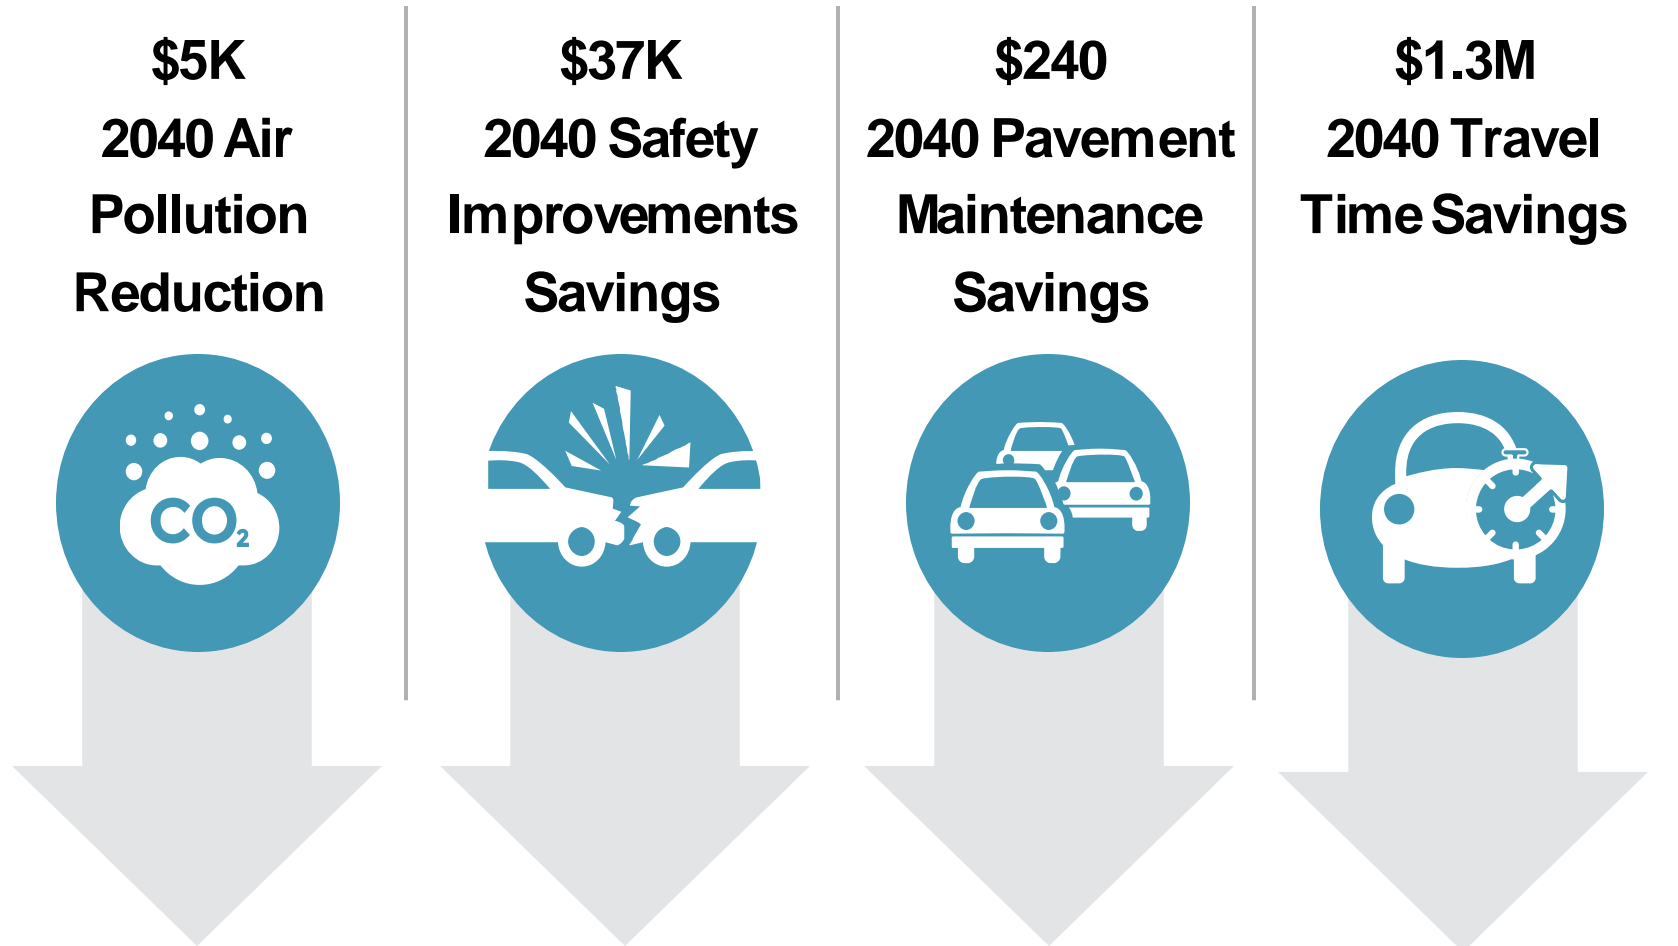 $5K
2040 Air
Pollution
Reduction
$37K
2040 Safety
Improvements
Savings
$240
2040 Pavement
Maintenance
Savings
$1.3M
2040 Travel
Time Savings
CO2